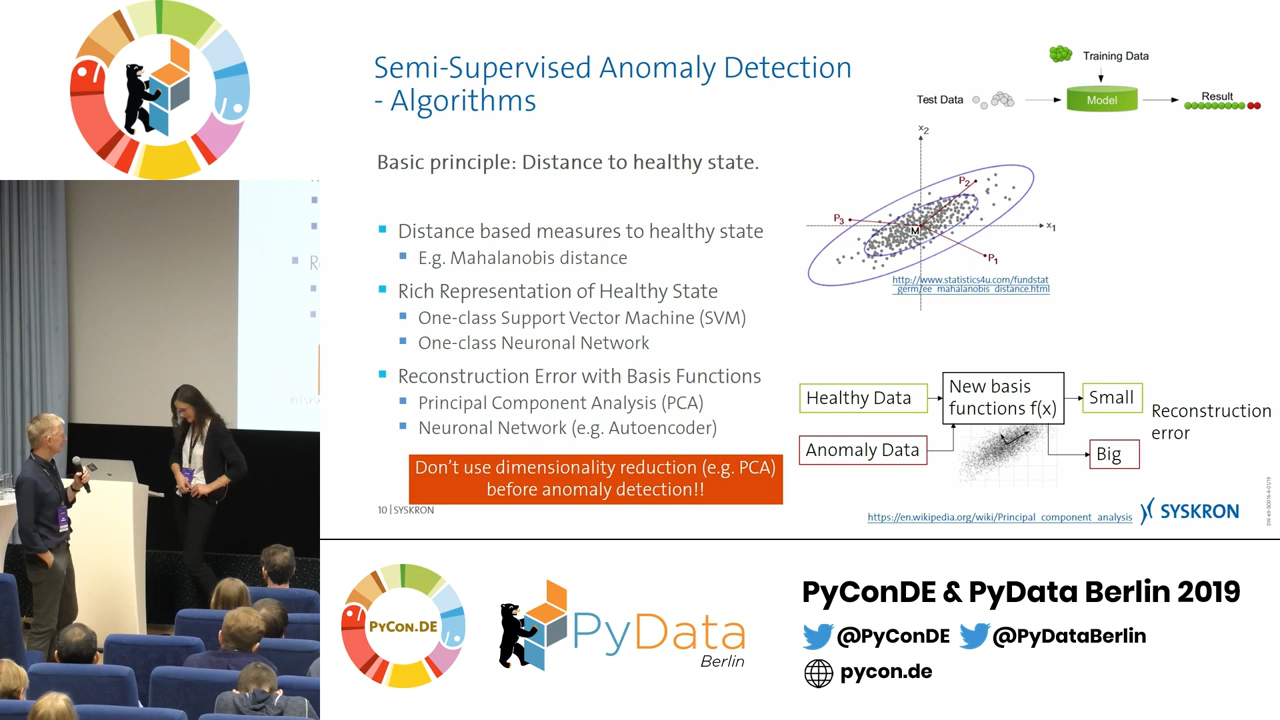 Semi-Supervised Anomaly Detection
- Algorithms
Training Data
Test Data
Model
Result
Basic principle: Distance to healthy state.
Distance based measures to healthy state
E.g. Mahalanobis distance
Rich Representation of Healthy State
One-class Support Vector Machine (SVM)
One-class Neuronal Network
Reconstruction Error with Basis Functions
Principal Component Analysis (PCA)
Neuronal Network (e.g. Autoencoder)
Don't use dimensionality reduction (e.g. PCA)
before anomaly detection!!
10 | SYSKRON
x2
P2
P3
M
x1
P1
http://www.statistics4u.com/fundstat
_germ/ee_mahalanobis_distance.html
Healthy Data
New basis
functions f(x)
Small
Reconstruction
error
Anomaly Data
Big
https://en.wikipedia.org/wiki/Principal_component_analysis
SYSKRON
PYCON.DE
PyData
Berlin
PyConDE & PyData Berlin 2019
@PyConDE @PyDataBerlin
pycon.de